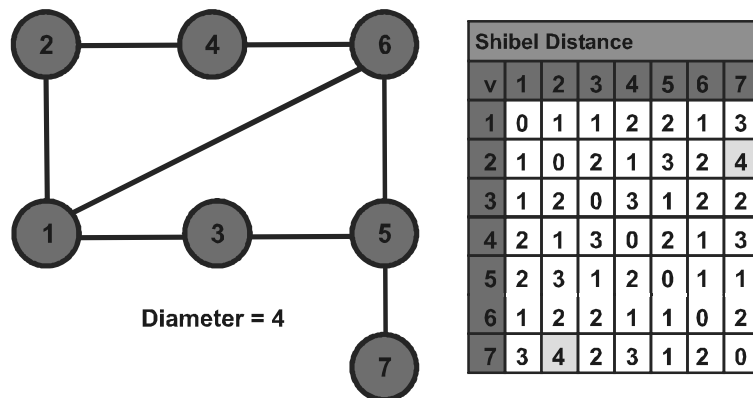 2 4 6
1 3 5
Diameter = 4
7
Shibel Distance
v 1 2 3 4 5 6 7
1 0 1 1 2 2 1 3
2 1 0 2 1 3 2 4
3 1 2 0 3 1 2 2
4 2 1 3 0 2 1 3
5 2 3 1 2 0 1 1
6 1 2 2 1 1 0 2
7 3 4 2 3 1 2 0